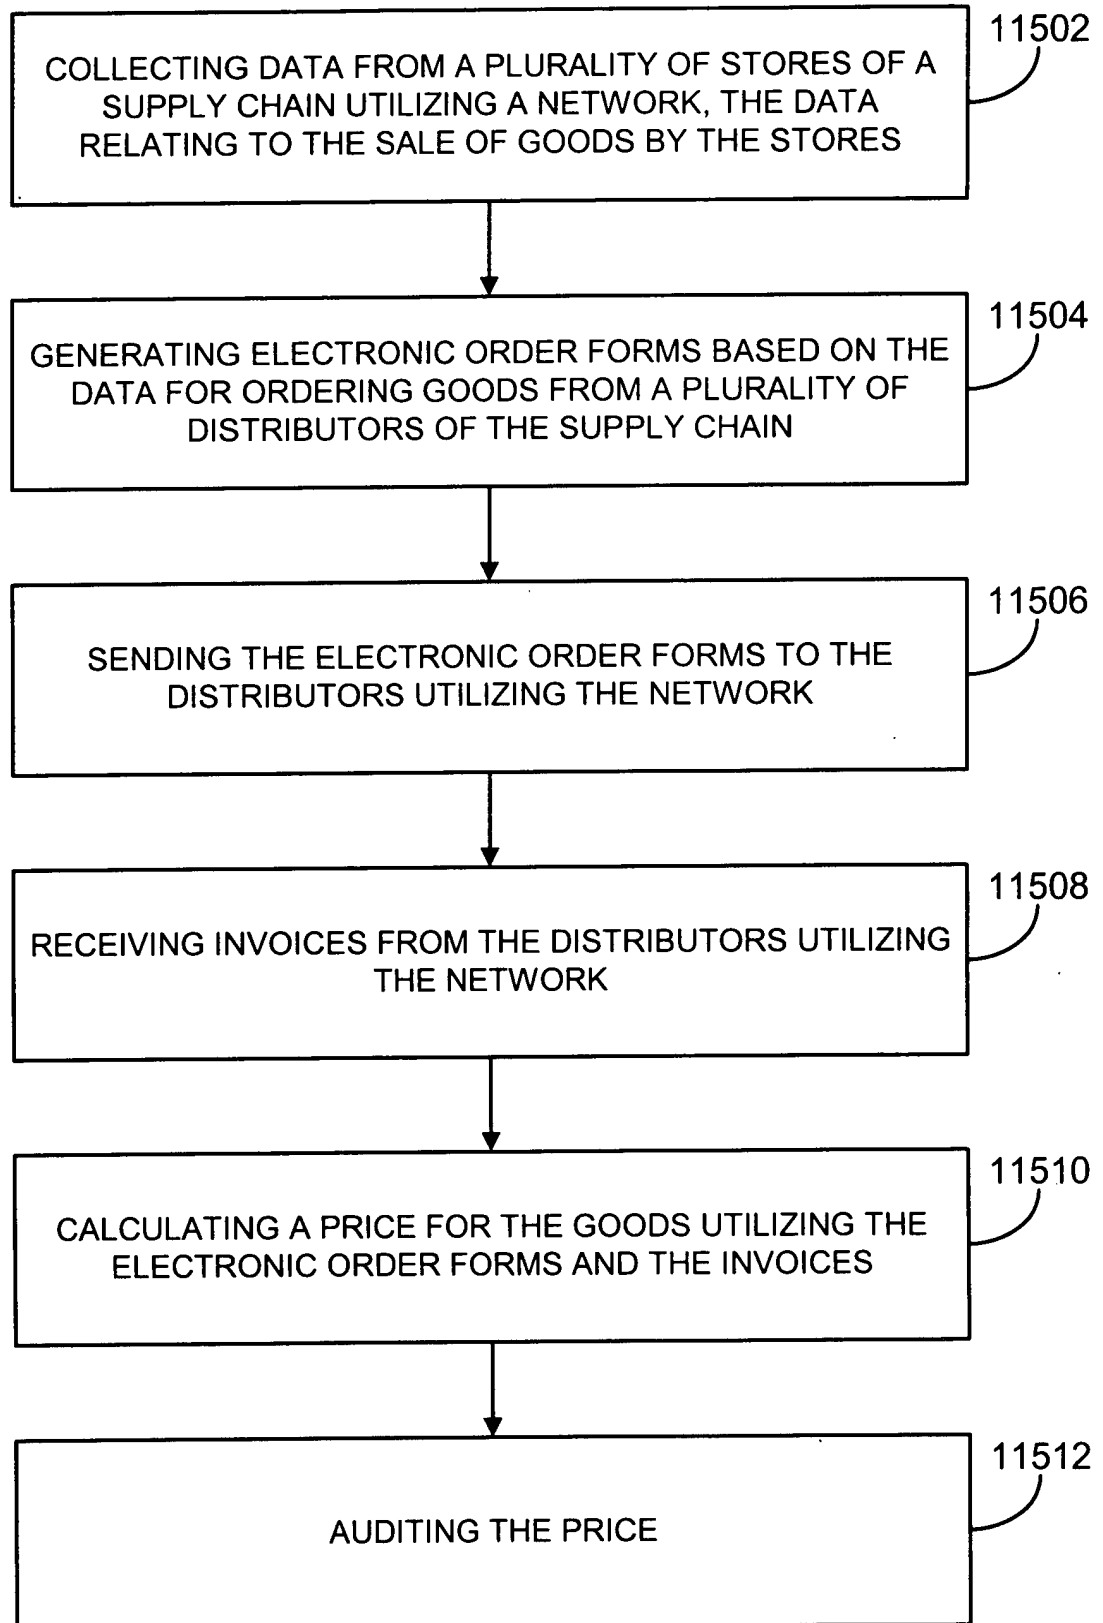 11502
COLLECTING DATA FROM A PLURALITY OF STORES OF A
SUPPLY CHAIN UTILIZING A NETWORK, THE DATA
RELATING TO THE SALE OF GOODS BY THE STORES
11504
GENERATING ELECTRONIC ORDER FORMS BASED ON THE
DATA FOR ORDERING GOODS FROM A PLURALITY OF
DISTRIBUTORS OF THE SUPPLY CHAIN
11506
SENDING THE ELECTRONIC ORDER FORMS TO THE
DISTRIBUTORS UTILIZING THE NETWORK
11508
RECEIVING INVOICES FROM THE DISTRIBUTORS UTILIZING
THE NETWORK
11510
CALCULATING A PRICE FOR THE GOODS UTILIZING THE
ELECTRONIC ORDER FORMS AND THE INVOICES
11512
AUDITING THE PRICE